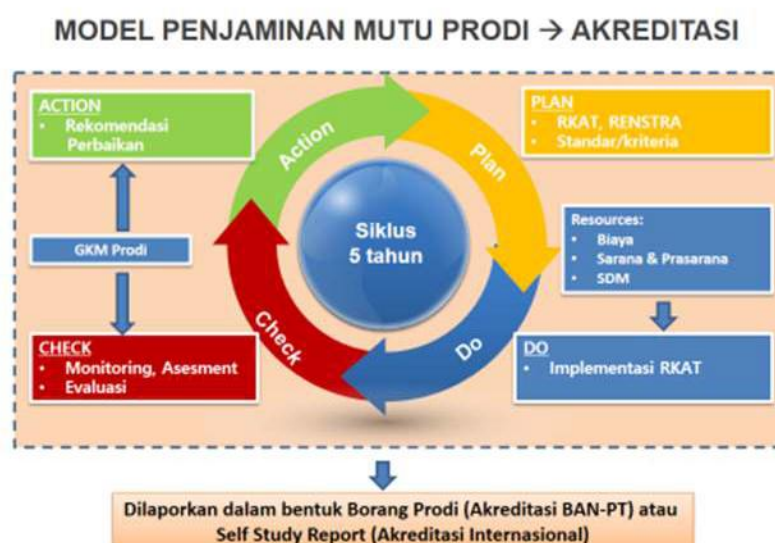 MODEL PENJAMINAN MUTU PRODI → AKREDITASI
ACTION
• Rekomendasi
Perbaikan
PLAN
• RKAT, RENSTRA
• Standar/kriteria
Action
Plan
Siklus
5 tahun
Check
Do
GKM Prodi
Resources:
• Biaya
• Sarana & Prasarana
• SDM
CHECK
• Monitoring, Asesment
• Evaluasi
DO
• Implementasi RKAT
Dilaporkan dalam bentuk Borang Prodi (Akreditasi BAN-PT) atau
Self Study Report (Akreditasi Internasional)